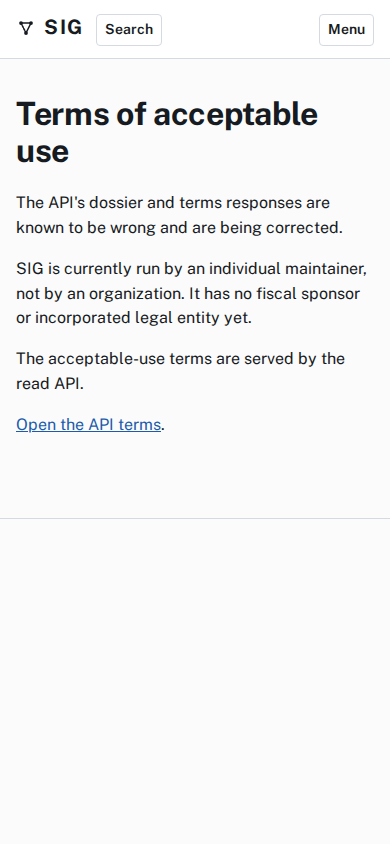 SIG
Search
Menu
Terms of acceptable
use
The API's dossier and terms responses are
known to be wrong and are being corrected.
SIG is currently run by an individual maintainer,
not by an organization. It has no fiscal sponsor
or incorporated legal entity yet.
The acceptable-use terms are served by the
read API.
Open the API terms.